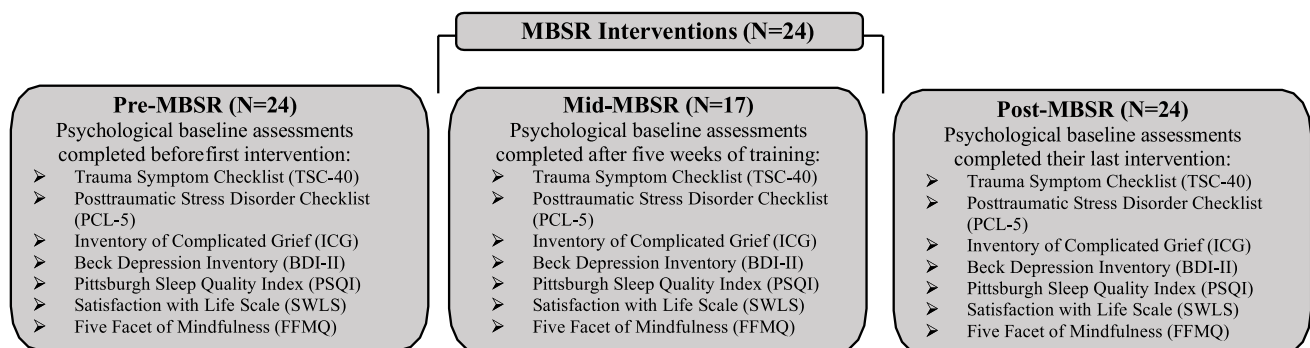 MBSR Interventions (N=24)
Pre-MBSR (N=24)
Psychological baseline assessments
completed before first intervention:
➢ Trauma Symptom Checklist (TSC-40)
➢ Posttraumatic Stress Disorder Checklist
(PCL-5)
➢ Inventory of Complicated Grief (ICG)
➢ Beck Depression Inventory (BDI-II)
➢ Pittsburgh Sleep Quality Index (PSQI)
➢ Satisfaction with Life Scale (SWLS)
➢ Five Facet of Mindfulness (FFMQ)
Mid-MBSR (N=17)
Psychological baseline assessments
completed after five weeks of training:
➢ Trauma Symptom Checklist (TSC-40)
➢ Posttraumatic Stress Disorder Checklist
(PCL-5)
➢ Inventory of Complicated Grief (ICG)
➢ Beck Depression Inventory (BDI-II)
➢ Pittsburgh Sleep Quality Index (PSQI)
➢ Satisfaction with Life Scale (SWLS)
➢ Five Facet of Mindfulness (FFMQ)
Post-MBSR (N=24)
Psychological baseline assessments
completed their last intervention:
➢ Trauma Symptom Checklist (TSC-40)
➢ Posttraumatic Stress Disorder Checklist
(PCL-5)
➢ Inventory of Complicated Grief (ICG)
➢ Beck Depression Inventory (BDI-II)
➢ Pittsburgh Sleep Quality Index (PSQI)
➢ Satisfaction with Life Scale (SWLS)
➢ Five Facet of Mindfulness (FFMQ)